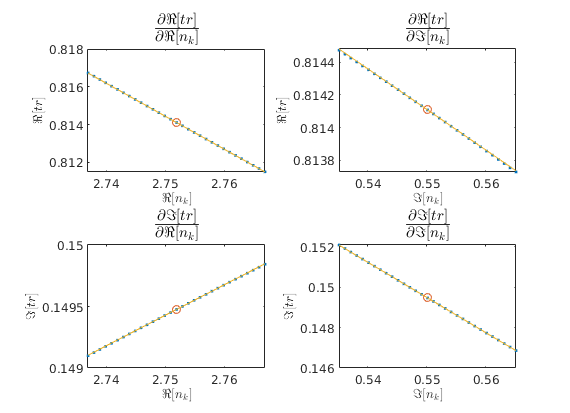 ∂ℜ[tr]
∂ℜ[n_k]
0.818
0.816
0.814
0.812
ℜ[tr]
2.74 2.75 2.76
ℜ[n_k]
∂ℜ[tr]
∂ℑ[n_k]
0.8144
0.8142
0.814
0.8138
ℜ[tr]
0.54 0.55 0.56
ℑ[n_k]
∂ℑ[tr]
∂ℜ[n_k]
0.15
0.1495
0.149
ℑ[tr]
2.74 2.75 2.76
ℜ[n_k]
∂ℑ[tr]
∂ℑ[n_k]
0.152
0.15
0.148
0.146
ℑ[tr]
0.54 0.55 0.56
ℑ[n_k]